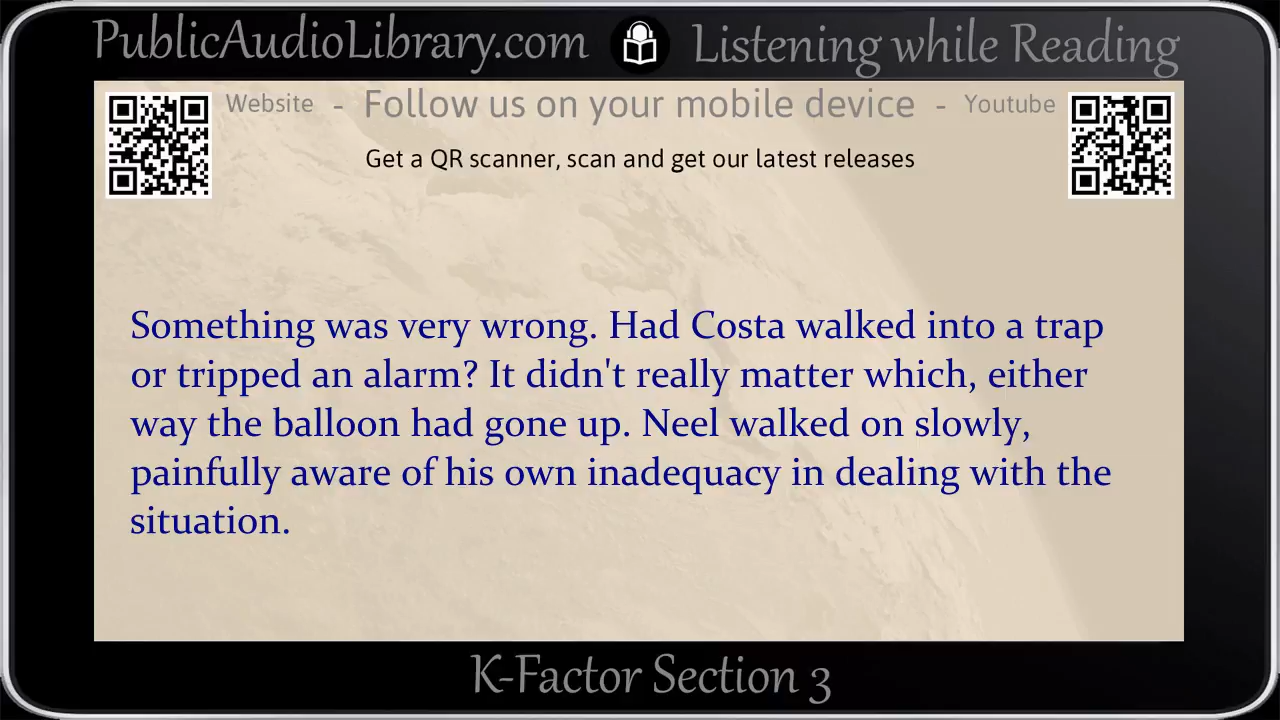 PublicAudioLibrary.com Listening while Reading
Website - Follow us on your mobile device - Youtube
Get a QR scanner, scan and get our latest releases
Something was very wrong. Had Costa walked into a trap
or tripped an alarm? It didn't really matter which, either
way the balloon had gone up. Neel walked on slowly,
painfully aware of his own inadequacy in dealing with the
situation.
K-Factor Section 3